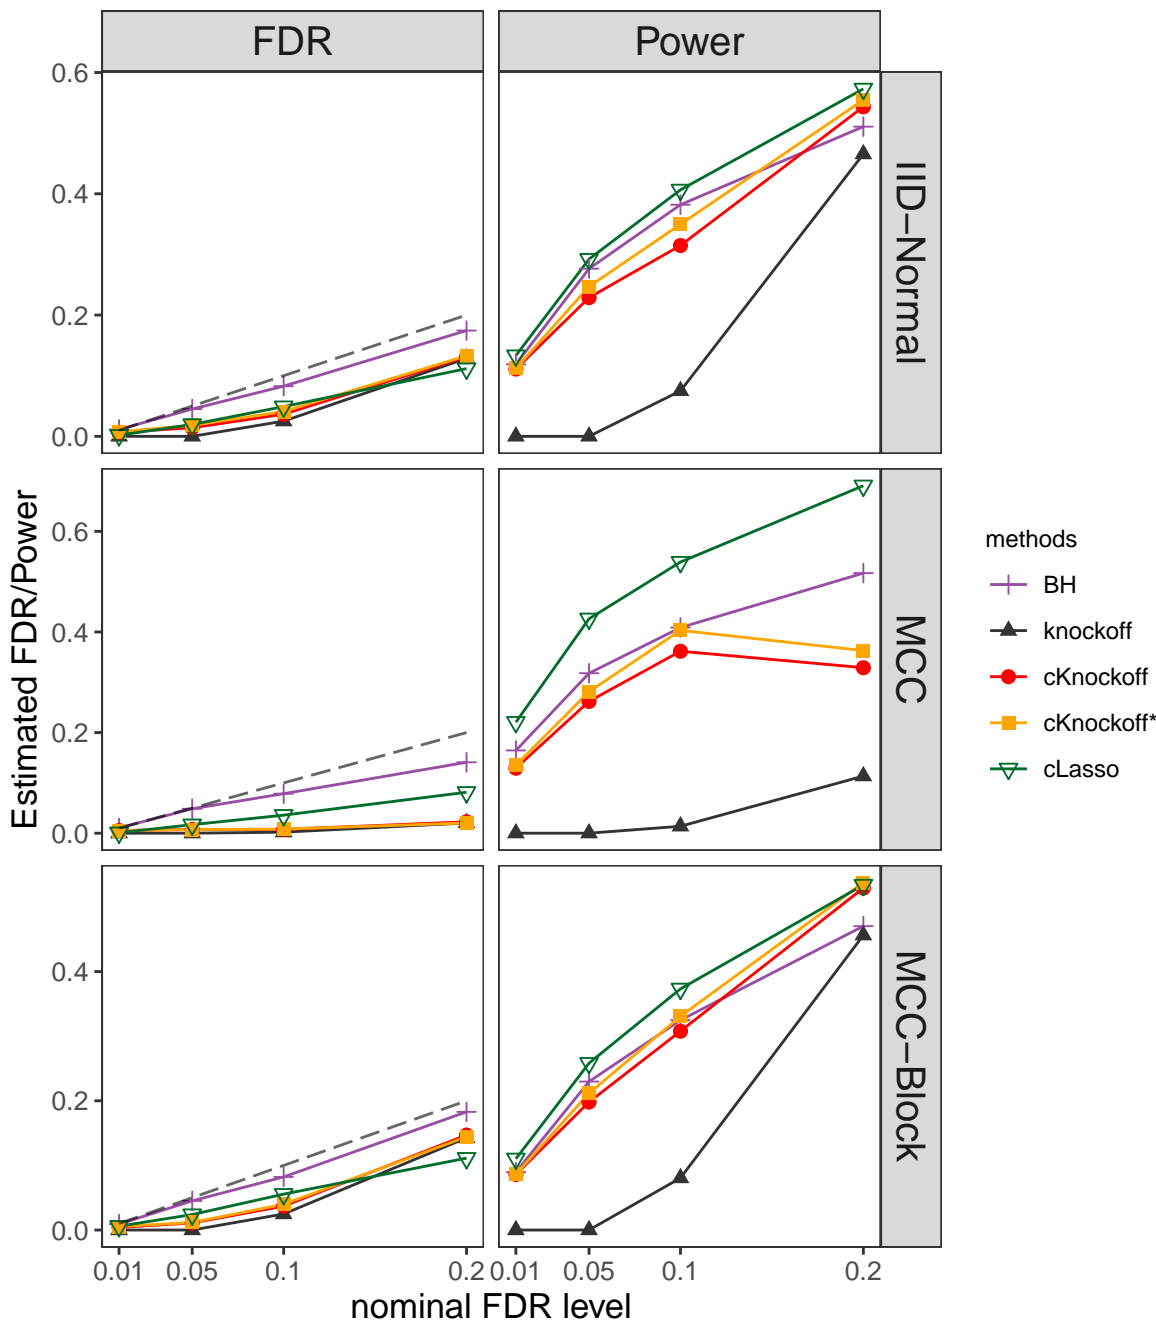 FDR
Power
0.6
0.4
0.2
0.0
IID−Normal
0.6
0.4
0.2
0.0
MCC
0.4
0.2
0.0
MCC−Block
0.01 0.05 0.1 0.2
0.01 0.05 0.1 0.2
nominal FDR level
Estimated FDR/Power
methods
BH
knockoff
cKnockoff
cKnockoff*
cLasso